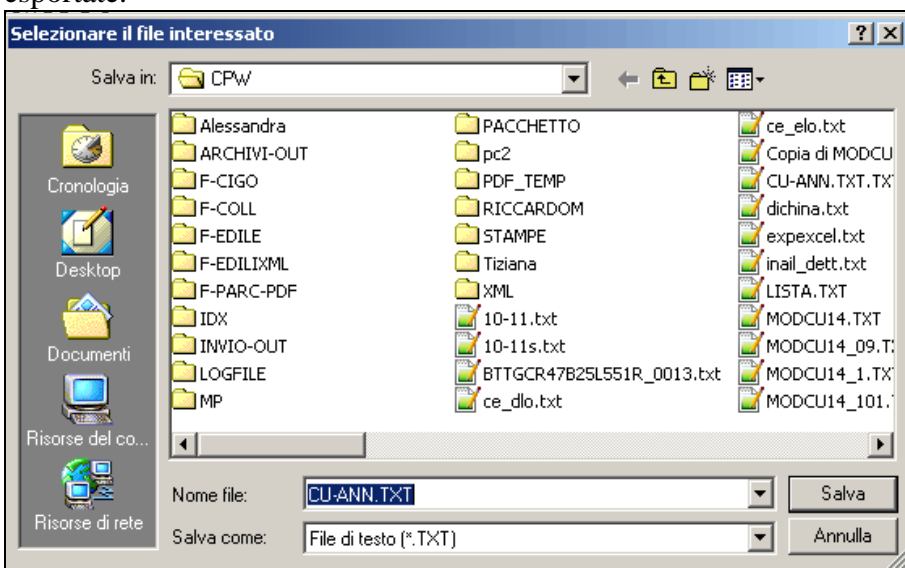 esportate.
Selezionare il file interessato
Salva in:
CPW
Cronologia
Desktop
Documenti
Risorse del co...
Risorse di rete
Alessandra
ARCHIVI-OUT
F-CIGO
F-COLL
F-EDILE
F-EDILIXML
F-PARC-PDF
IDX
INVIO-OUT
LOGFILE
MP
PACCHETTO
pc2
PDF_TEMP
RICCARDOM
STAMPE
Tiziana
XML
10-11.txt
10-11s.txt
BTTGCR47B25L551R_0013.txt
ce_dlo.txt
ce_elo.txt
Copia di MODCU
CU-ANN.TXT.TX
dichina.txt
expexcel.txt
inail_dett.txt
LISTA.TXT
MODCU14.TXT
MODCU14_09.T
MODCU14_1.TX
MODCU14_101.
Nome file:
CU-ANN.TXT
Salva
Salva come:
File di testo (*.TXT)
Annulla